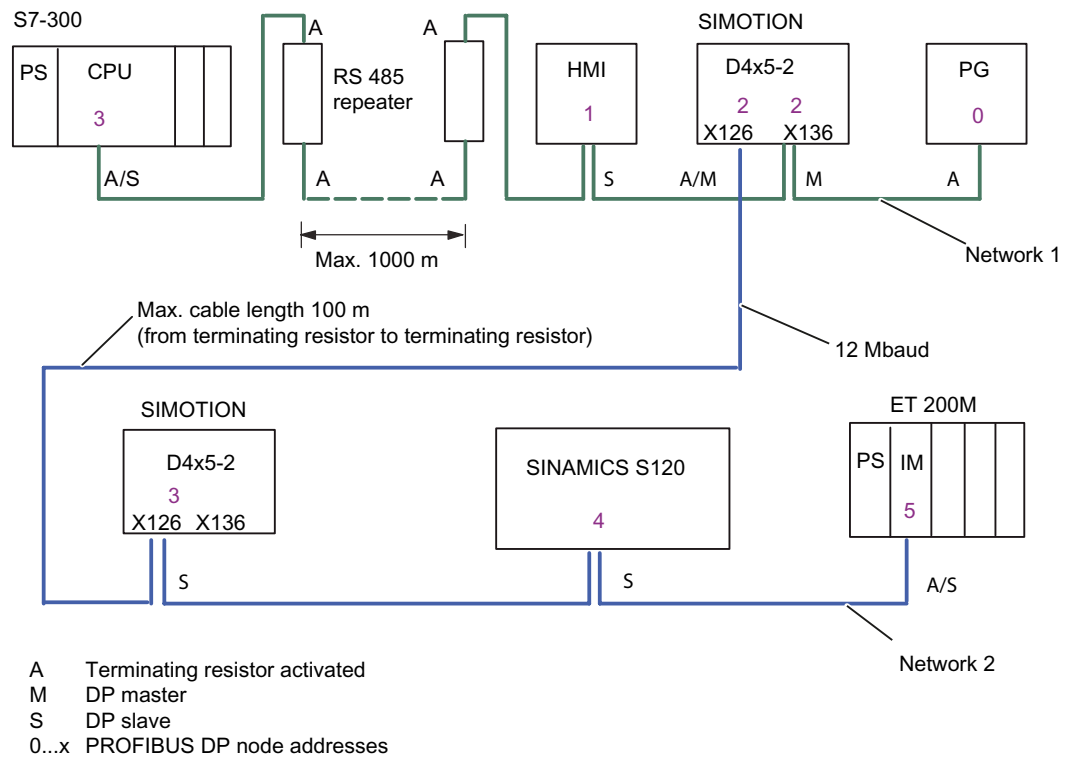 S7-300
PS
CPU
3
A/S
A
RS 485
repeater
A
A
A
Max. 1000 m
HMI
1
S
SIMOTION
D4x5-2
2 2
X126 X136
A/M
M
PG
0
A
Network 1
Max. cable length 100 m
(from terminating resistor to terminating resistor)
12 Mbaud
SIMOTION
D4x5-2
3
X126 X136
S
SINAMICS S120
4
S
ET 200M
PS
IM
5
A/S
Network 2
A Terminating resistor activated
M DP master
S DP slave
0...x PROFIBUS DP node addresses